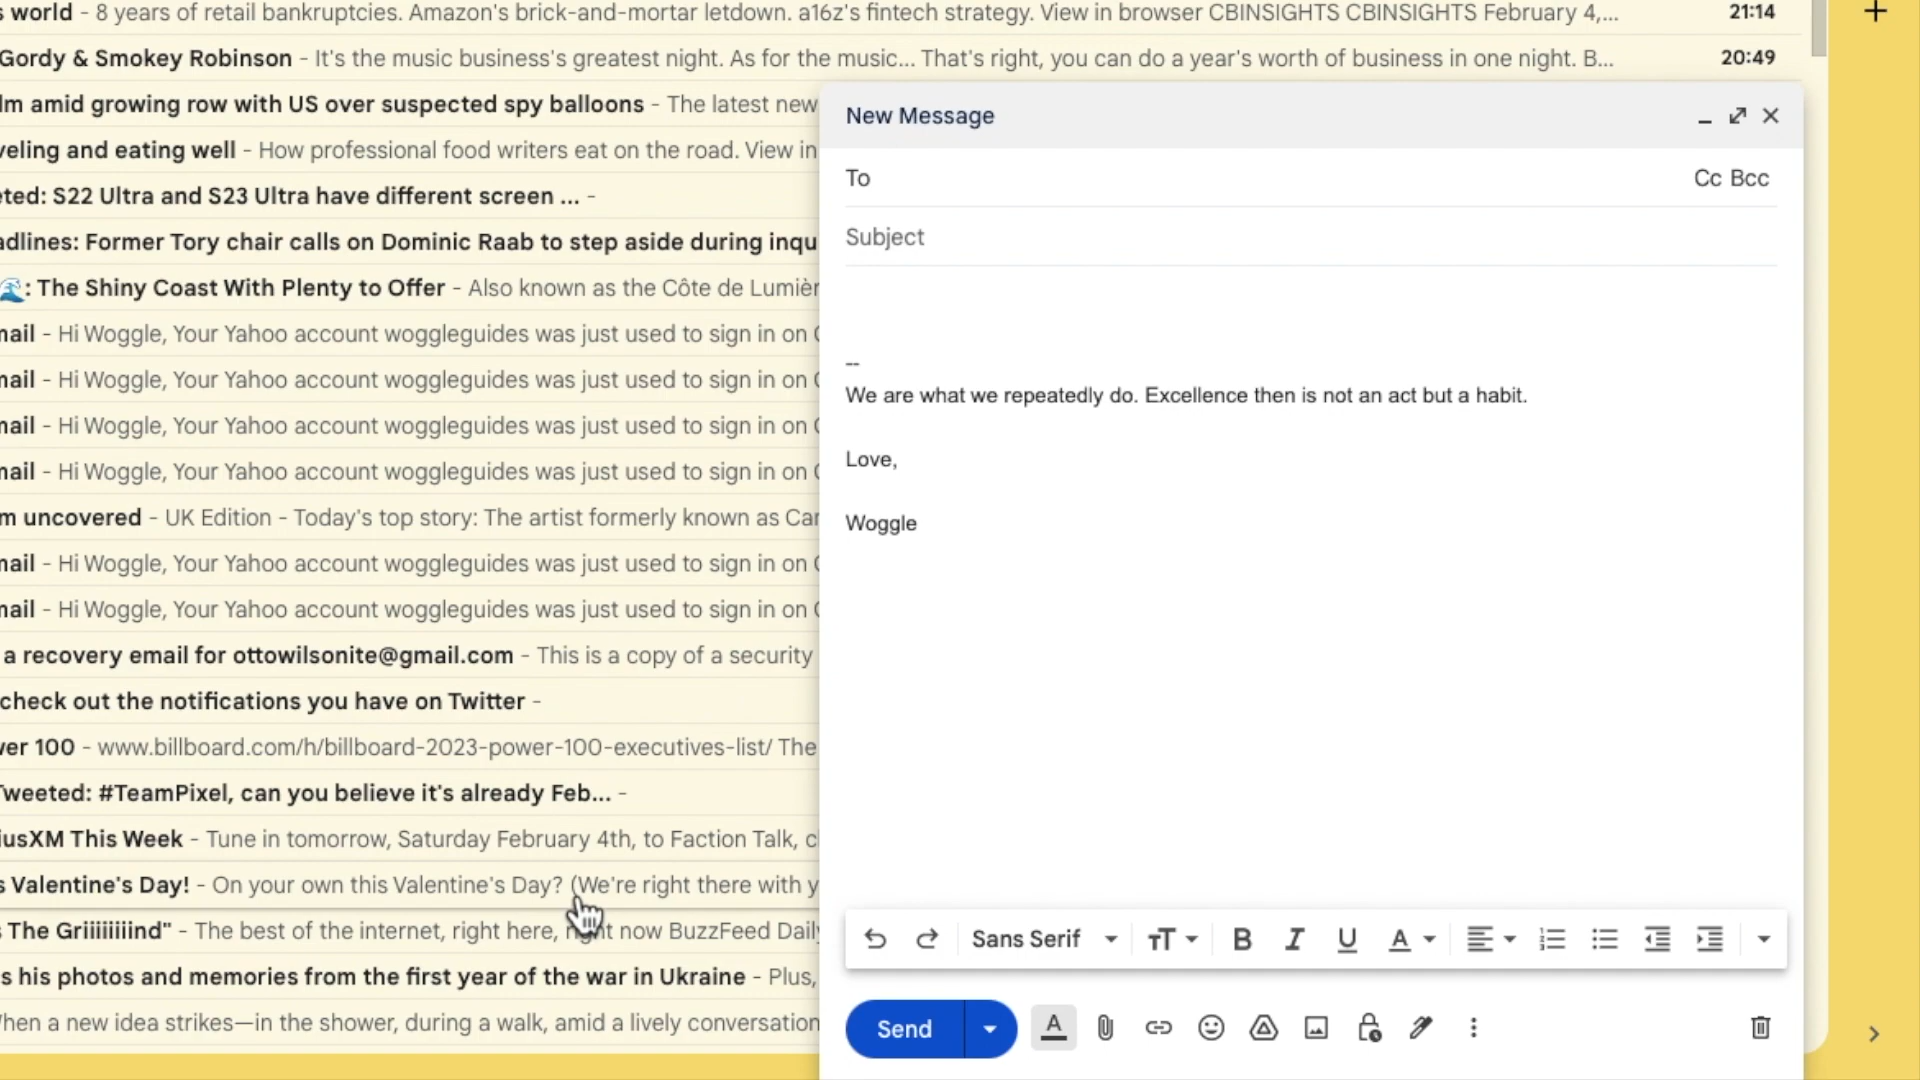 s world - 8 years of retail bankruptcies. Amazon's brick-and-mortar letdown. a16z's fintech strategy. View in browser CBINSIGHTS CBINSIGHTS February 4,... 21:14
Gordy & Smokey Robinson - It's the music business's greatest night. As for the music... That's right, you can do a year's worth of business in one night. B... 20:49
lm amid growing row with US over suspected spy balloons - The latest new
veling and eating well - How professional food writers eat on the road. View in
eted: S22 Ultra and S23 Ultra have different screen ... -
adlines: Former Tory chair calls on Dominic Raab to step aside during inqu
🌊: The Shiny Coast With Plenty to Offer - Also known as the Côte de Lumièr
mail - Hi Woggle, Your Yahoo account woggleguides was just used to sign in on
mail - Hi Woggle, Your Yahoo account woggleguides was just used to sign in on
mail - Hi Woggle, Your Yahoo account woggleguides was just used to sign in on
mail - Hi Woggle, Your Yahoo account woggleguides was just used to sign in on
m uncovered - UK Edition - Today's top story: The artist formerly known as Car
mail - Hi Woggle, Your Yahoo account woggleguides was just used to sign in on
mail - Hi Woggle, Your Yahoo account woggleguides was just used to sign in on
a recovery email for ottowilsonite@gmail.com - This is a copy of a security
check out the notifications you have on Twitter -
ver 100 - www.billboard.com/h/billboard-2023-power-100-executives-list/ The
Tweeted: #TeamPixel, can you believe it's already Feb... -
iusXM This Week - Tune in tomorrow, Saturday February 4th, to Faction Talk, c
s Valentine's Day! - On your own this Valentine's Day? (We're right there with y
s The Griiiiiiiind" - The best of the internet, right here, right now BuzzFeed Daily
s his photos and memories from the first year of the war in Ukraine - Plus,
hen a new idea strikes—in the shower, during a walk, amid a lively conversation
New Message
To Cc Bcc
Subject
--
We are what we repeatedly do. Excellence then is not an act but a habit.
Love,
Woggle
Sans Serif
Send